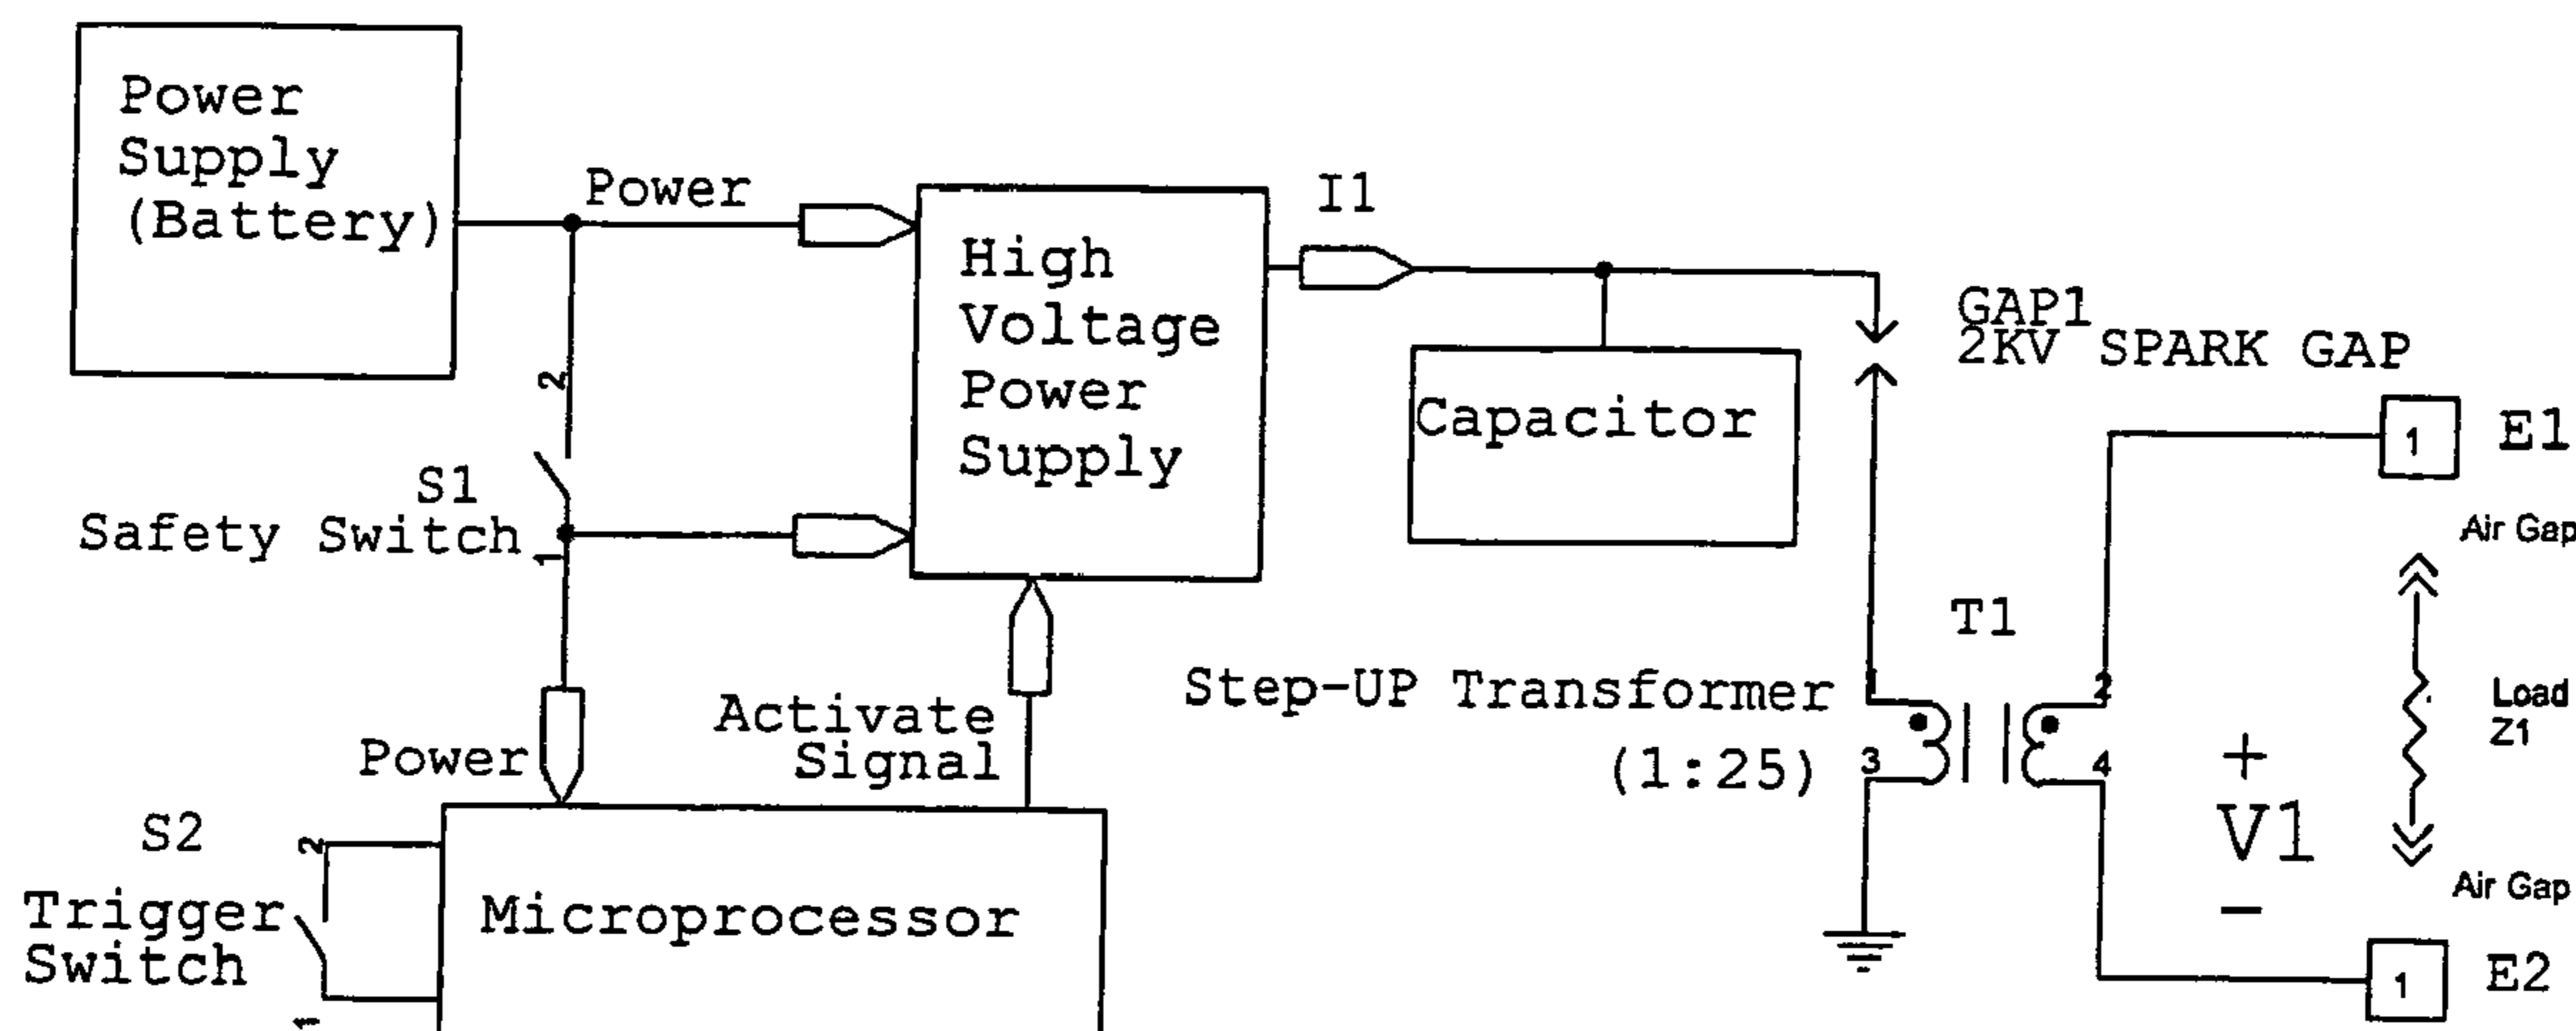 Power
Supply
(Battery)
Power
2
S1
Safety Switch
1
High
Voltage
Power
Supply
I1
Capacitor
GAP1
2KV SPARK GAP
1
E1
Air Gap
T1
Step-UP Transformer
(1:25)
1
3
2
4
+
V1
-
Load
Z1
Air Gap
1
E2
Activate
Signal
Power
S2
2
Trigger
Switch
1
Microprocessor